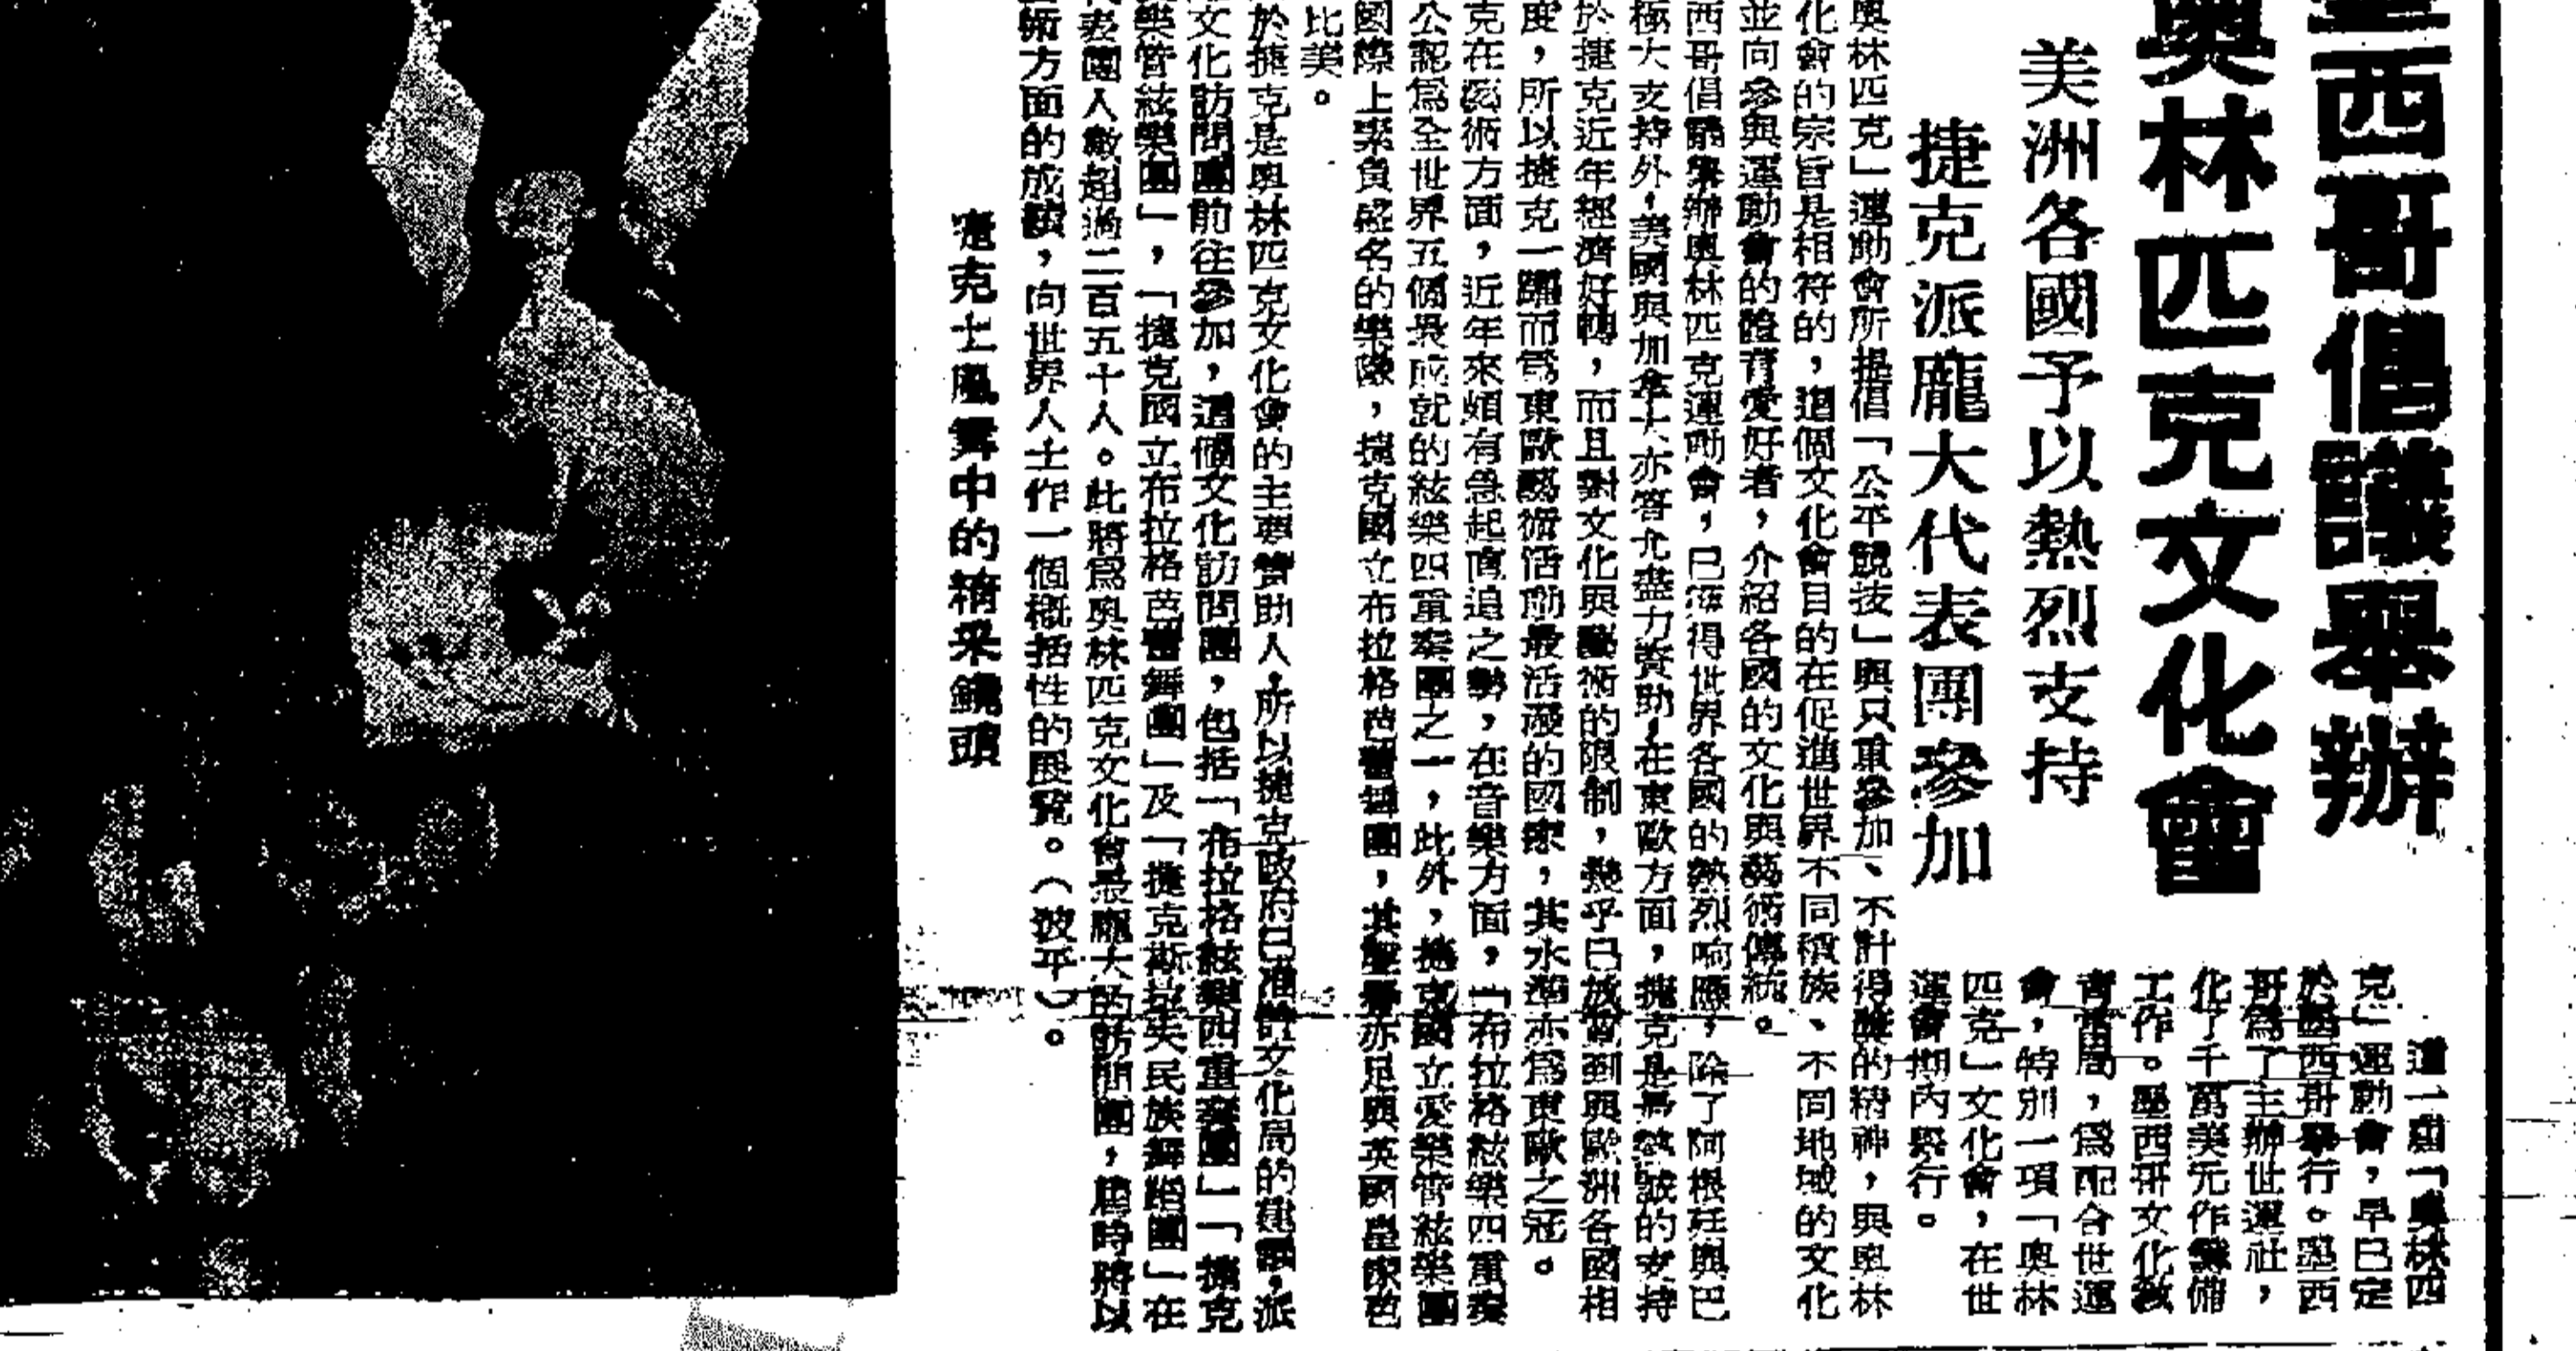 西哥倡議舉辦
奧林匹克文化會
美洲各國予以熱烈支持
捷克派龐大代表團參加
這一屆「奧林匹
克」運動會，早已定
於墨西哥舉行。墨西
哥為了主辦世運社，
化了千萬美元作籌備
工作。墨西哥文化教
育當局，為配合世運
會，特別一項「奧林
匹克」文化會，在世
運會期內舉行。
奧林匹克」運動會所提倡「公平競技」與只重參加、不計得獎的精神，與奧林
化會的宗旨是相符的，這個文化會目的在促進世界不同種族、不同地域的文化
並向參與運動會的體育愛好者，介紹各國的文化與藝術傳統。
西哥倡議舉辦奧林匹克運動會，已獲得世界各國的熱烈响應，除了阿根廷與巴
極大支持外，美國與加拿大亦答允盡力資助，在東歐方面，捷克是最熱誠的支持
於捷克近年經濟好轉，而且對文化與藝術的限制，幾乎已放寬到與歐洲各國相
度，所以捷克一躍而為東歐藝術活動最活潑的國家，其水準亦為東歐之冠。
克在藝術方面，近年來頗有急起直追之勢，在音樂方面，「布拉格絃樂四重奏
公認為全世界五個最成就的絃樂四重奏團之一，此外，捷克國立愛樂管絃樂團
國際上素負盛名的樂隊，捷克國立布拉格芭蕾舞團，其聲譽亦足與英國皇家芭
比美。
於捷克是奧林匹克文化會的主要贊助人，所以捷克政府已准許文化局的建議，派
文化訪問團前往參加，這個文化訪問團，包括「布拉格絃樂四重奏團」「捷克
樂管絃樂團」，「捷克國立布拉格芭蕾舞團」及「捷克斯拉夫民族舞蹈團」在
代表團人數超過二百五十人。此將為奧林匹克文化會最龐大的訪問團，屆時將以
術方面的成績，向世界人士作一個概括性的展覽。（彼平）。
捷克士風舞中的精采鏡頭